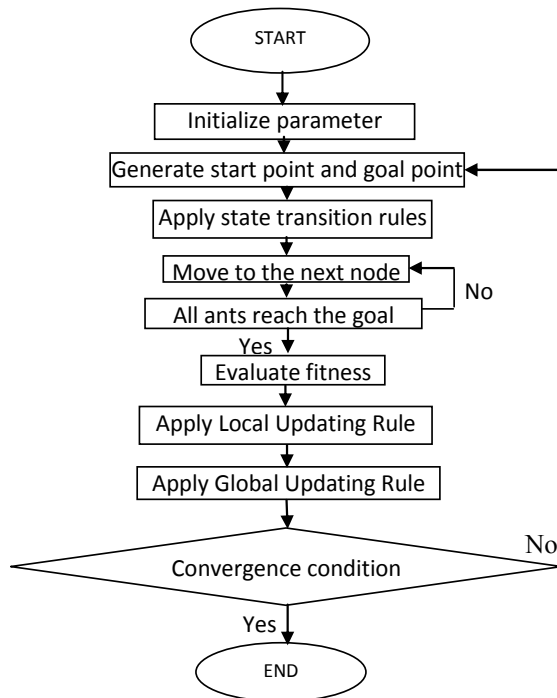 START
Initialize parameter
Generate start point and goal point
Apply state transition rules
Move to the next node
No
All ants reach the goal
Yes
Evaluate fitness
Apply Local Updating Rule
Apply Global Updating Rule
No
Convergence condition
Yes
END